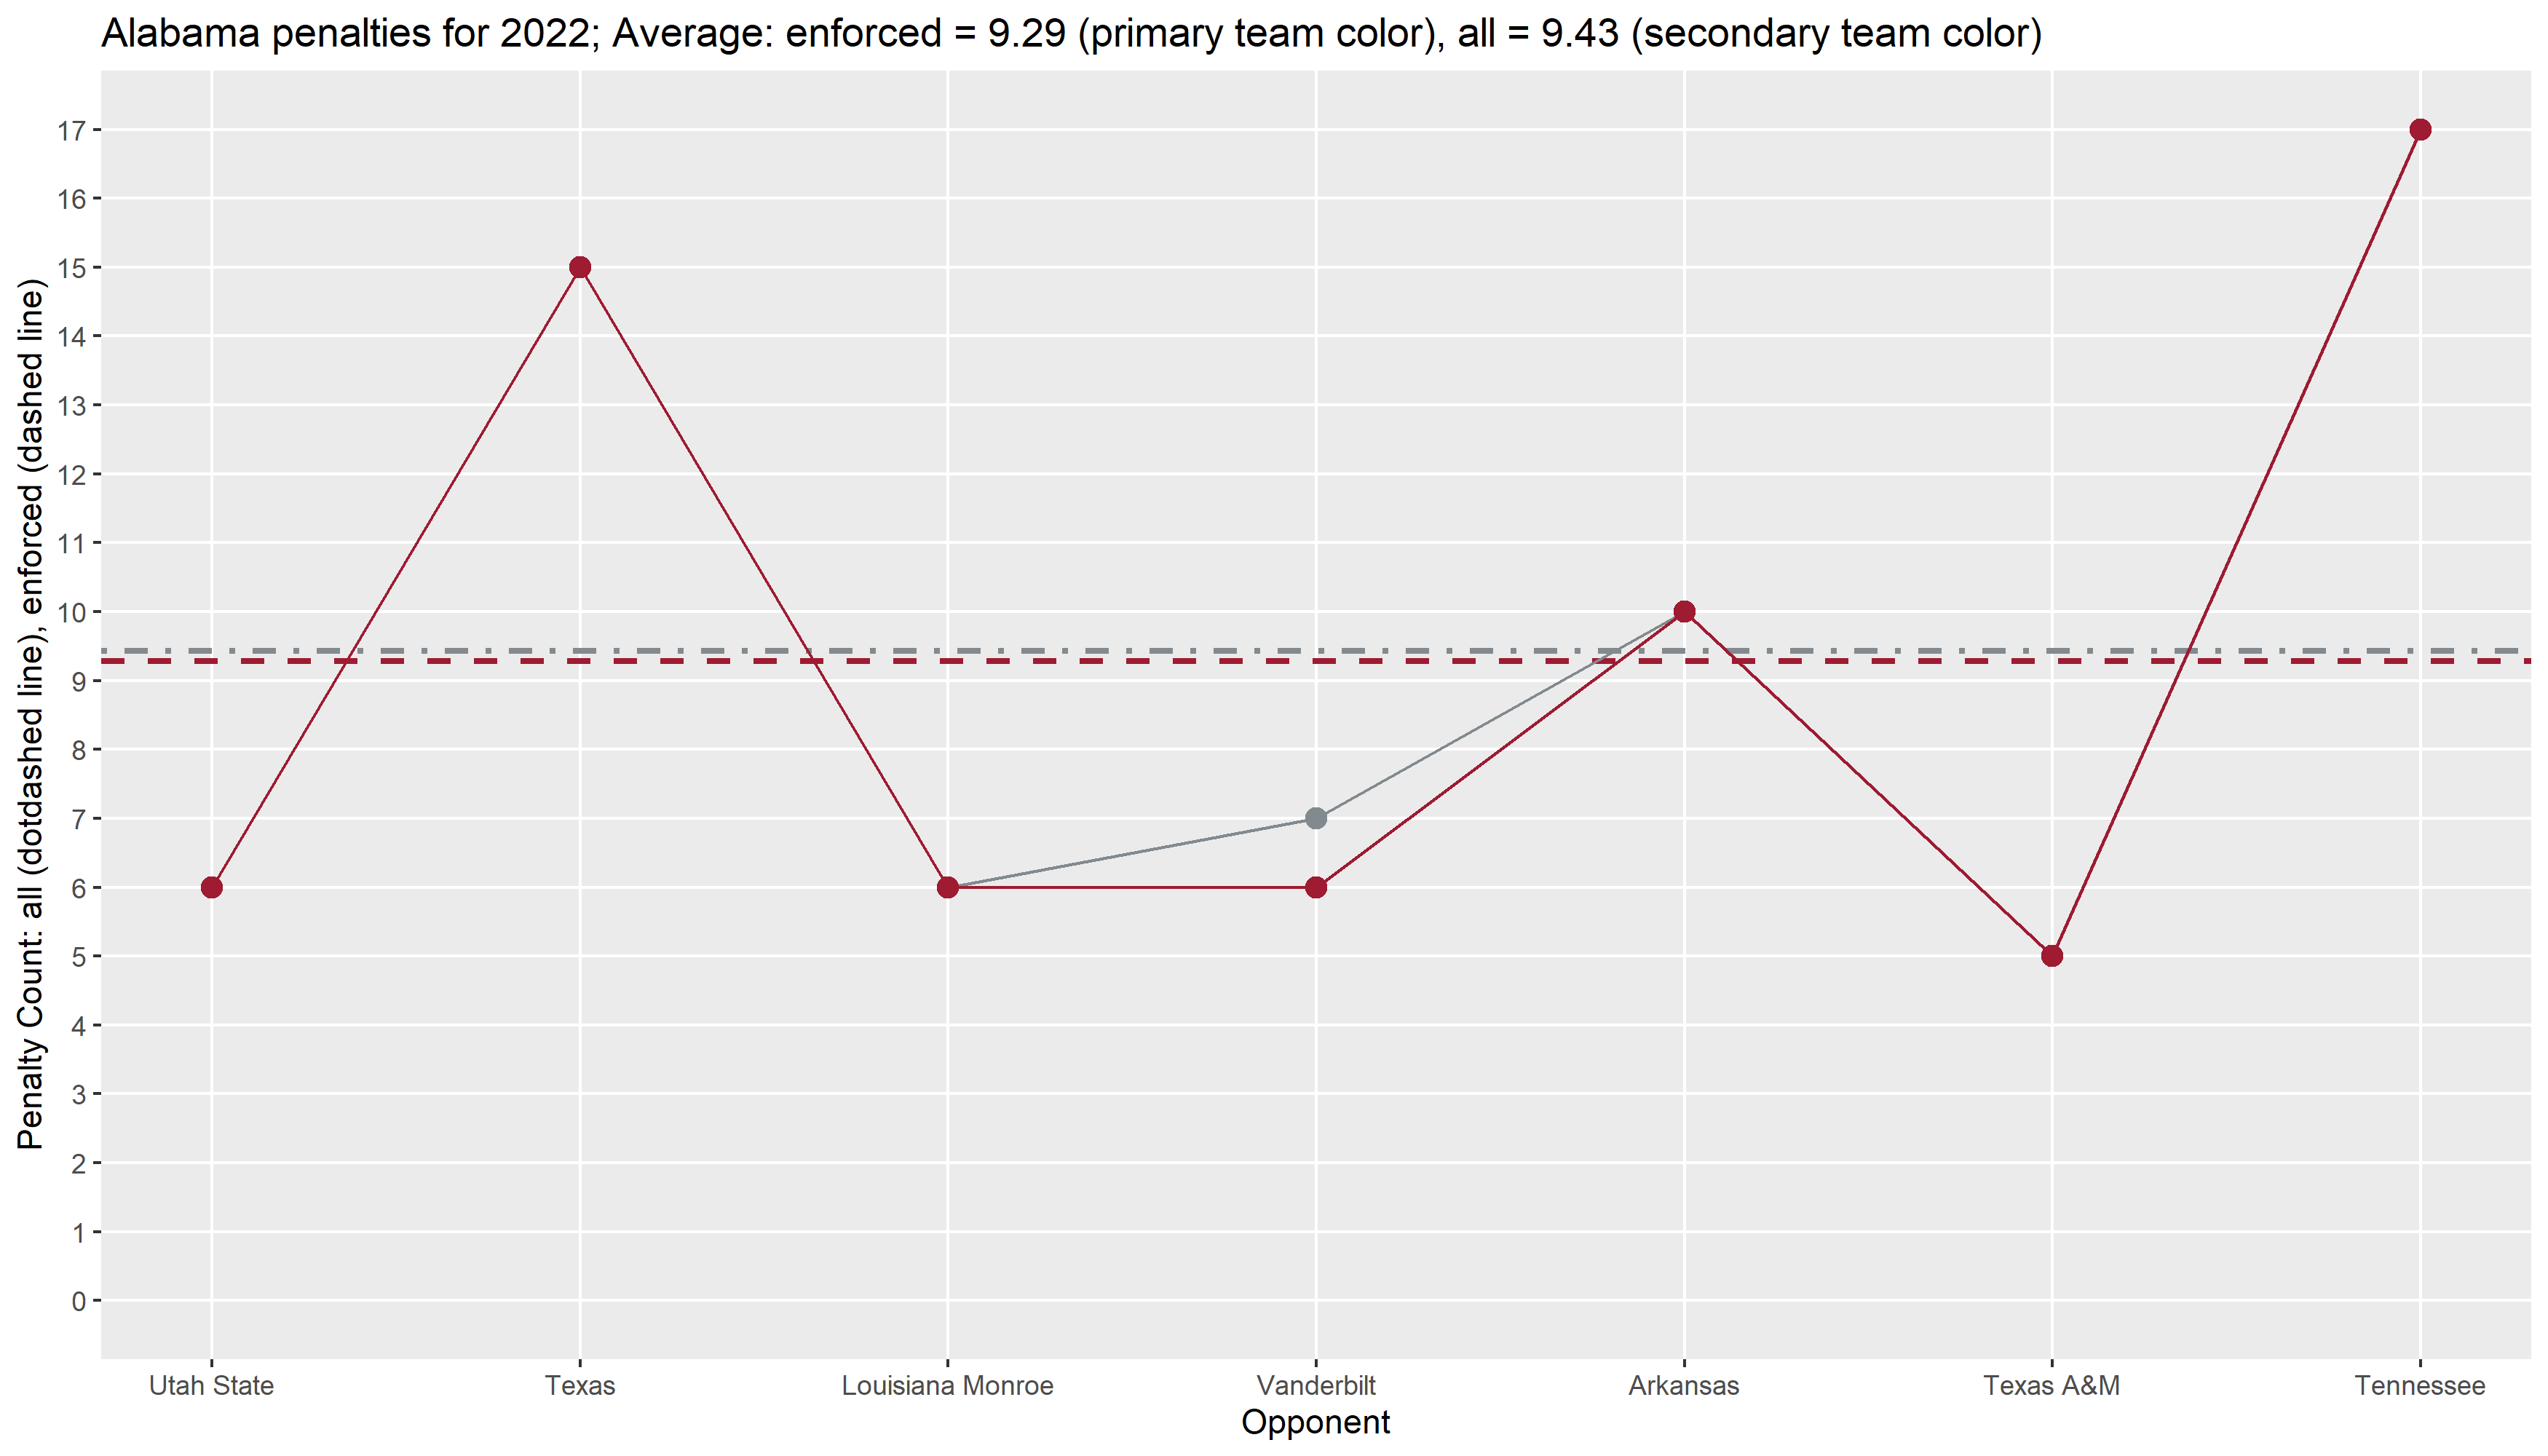 Alabama penalties for 2022; Average: enforced = 9.29 (primary team color), all = 9.43 (secondary team color)
Penalty Count: all (dotdashed line), enforced (dashed line)
17
16
15
14
13
12
11
10
9
8
7
6
5
4
3
2
1
0
Utah State
Texas
Louisiana Monroe
Vanderbilt
Arkansas
Texas A&M
Tennessee
Opponent